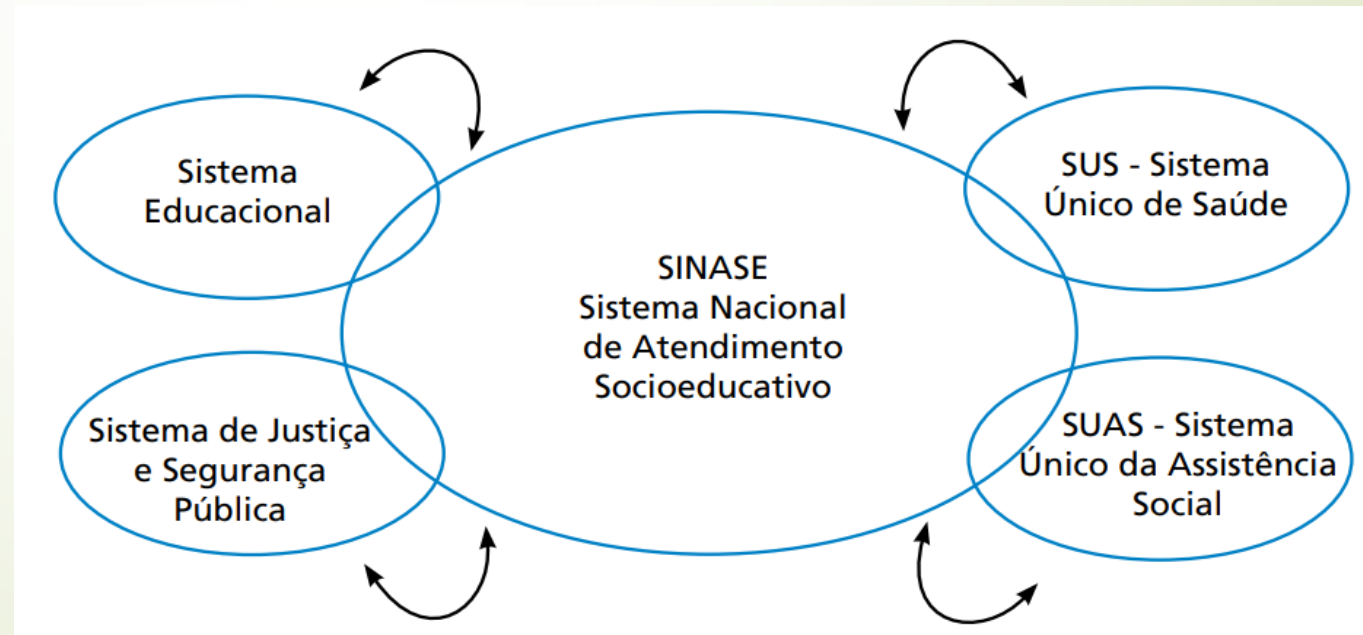 Sistema
Educacional
SUS - Sistema
Único de Saúde
SINASE
Sistema Nacional
de Atendimento
Socioeducativo
Sistema de Justiça
e Segurança
Pública
SUAS - Sistema
Único da Assistência
Social